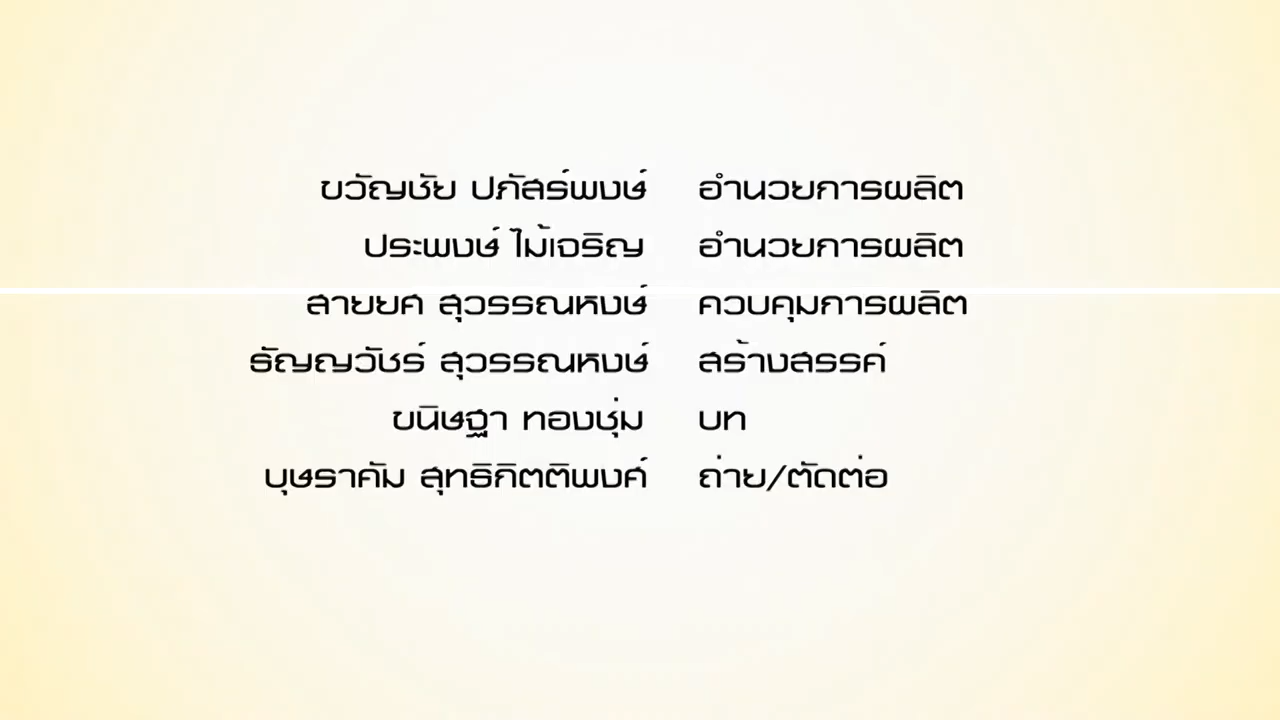 ขวัญชัย ปภัสร์พงษ์ อำนวยการผลิต
ประพงษ์ ไม้เจริญ อำนวยการผลิต
สายยศ สุวรรณหงษ์ ควบคุมการผลิต
ธัญญวัชร์ สุวรรณหงษ์ สร้างสรรค์
ขนิษฐา ทองชุ่ม บท
บุษราคัม สุทธิกิตติพงศ์ ถ่าย/ตัดต่อ